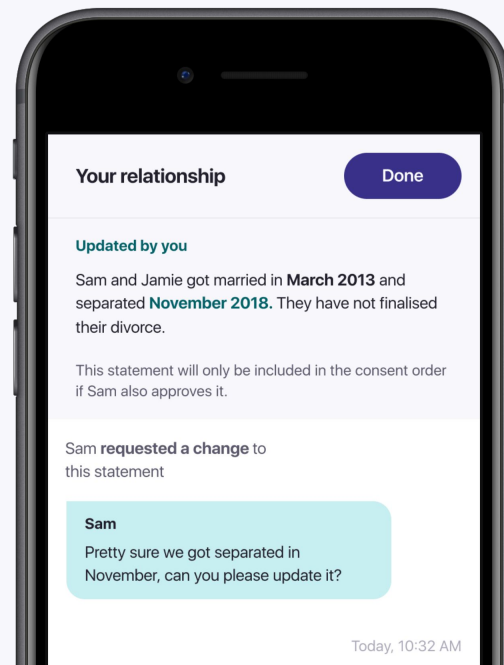 Your relationship
Done
Updated by you
Sam and Jamie got married in March 2013 and
separated November 2018. They have not finalised
their divorce.
This statement will only be included in the consent order
if Sam also approves it.
Sam requested a change to
this statement
Sam
Pretty sure we got separated in
November, can you please update it?
Today, 10:32 AM